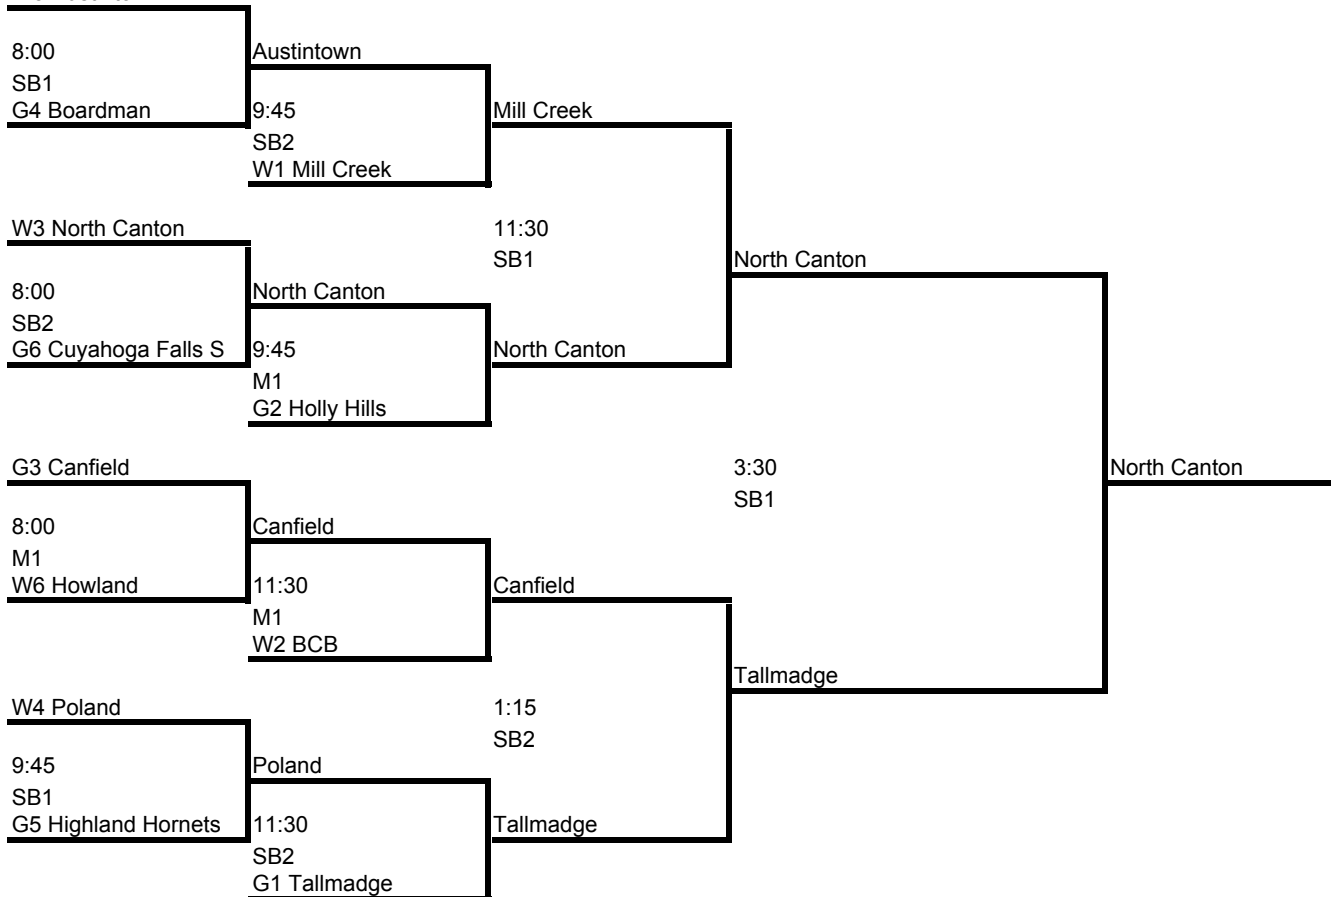 8:00
Austintown
SB1
G4 Boardman
9:45
Mill Creek
SB2
W1 Mill Creek
W3 North Canton
11:30
SB1
North Canton
8:00
North Canton
SB2
G6 Cuyahoga Falls S
9:45
North Canton
M1
G2 Holly Hills
G3 Canfield
3:30
North Canton
SB1
8:00
Canfield
M1
W6 Howland
11:30
Canfield
M1
W2 BCB
Tallmadge
W4 Poland
1:15
SB2
9:45
Poland
SB1
G5 Highland Hornets
11:30
Tallmadge
SB2
G1 Tallmadge